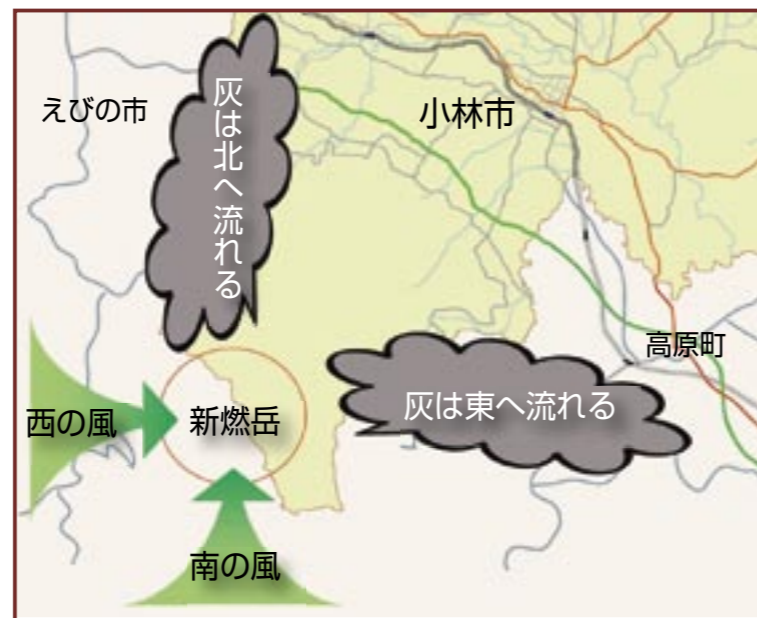 えびの市
灰は北へ流れる
小林市
高原町
灰は東へ流れる
西の風
新燃岳
南の風